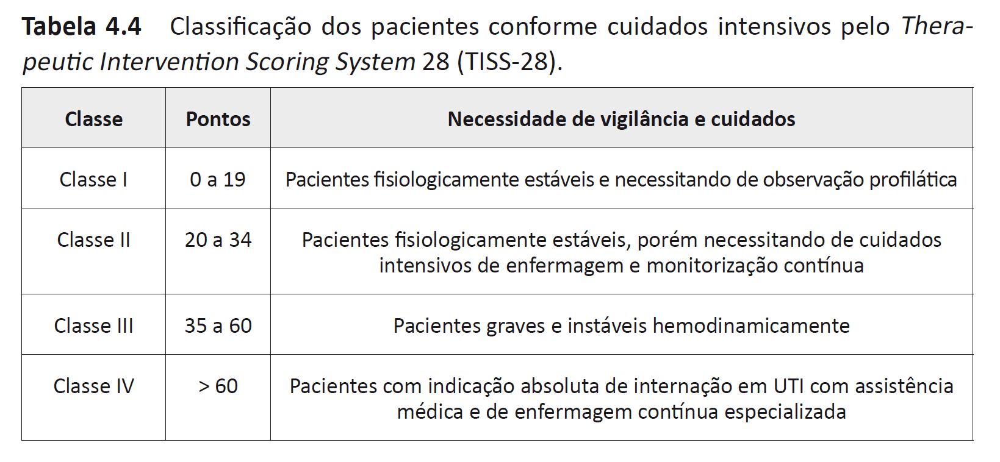 Tabela 4.4 Classificação dos pacientes conforme cuidados intensivos pelo Thera-
peutic Intervention Scoring System 28 (TISS-28).
Classe Pontos Necessidade de vigilância e cuidados
Classe I 0 a 19 Pacientes fisiologicamente estáveis e necessitando de observação profilática
Classe II 20 a 34 Pacientes fisiologicamente estáveis, porém necessitando de cuidados
intensivos de enfermagem e monitorização contínua
Classe III 35 a 60 Pacientes graves e instáveis hemodinamicamente
Classe IV > 60 Pacientes com indicação absoluta de internação em UTI com assistência
médica e de enfermagem contínua especializada